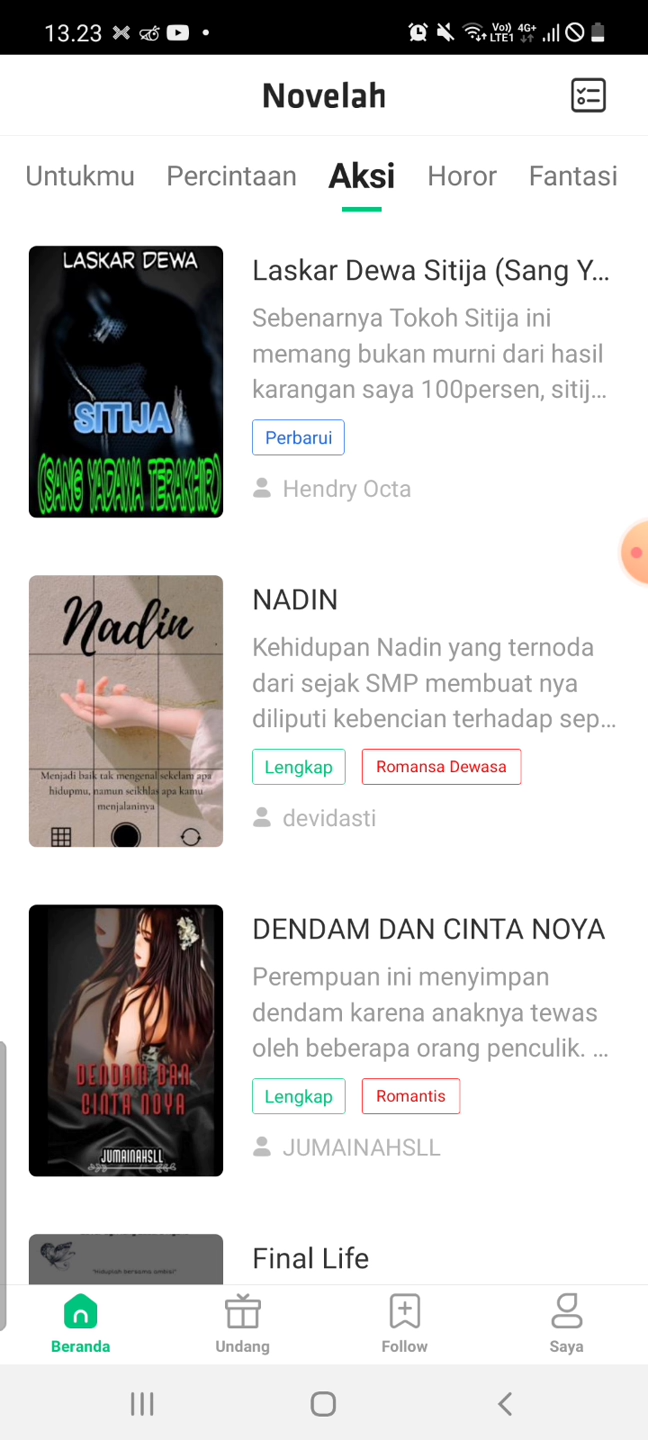 13.23
Vo)) 4G+
LTE1
Novelah
Untukmu Percintaan Aksi Horor Fantasi
LASKAR DEWA
SITIJA
(SANG YADAWA TERAKHIR)
Laskar Dewa Sitija (Sang Y...
Sebenarnya Tokoh Sitija ini
memang bukan murni dari hasil
karangan saya 100persen, sitij...
Perbarui
Hendry Octa
Nadin
Menjadi baik tak mengenal sekelam apa
hidupmu, namun seikhlas apa kamu
menjalaninya
NADIN
Kehidupan Nadin yang ternoda
dari sejak SMP membuat nya
diliputi kebencian terhadap sep...
Lengkap Romansa Dewasa
devidasti
DENDAM DAN
CINTA NOYA
JUMAINAHSLL
DENDAM DAN CINTA NOYA
Perempuan ini menyimpan
dendam karena anaknya tewas
oleh beberapa orang penculik. ...
Lengkap Romantis
JUMAINAHSLL
Final Life
Beranda Undang Follow Saya